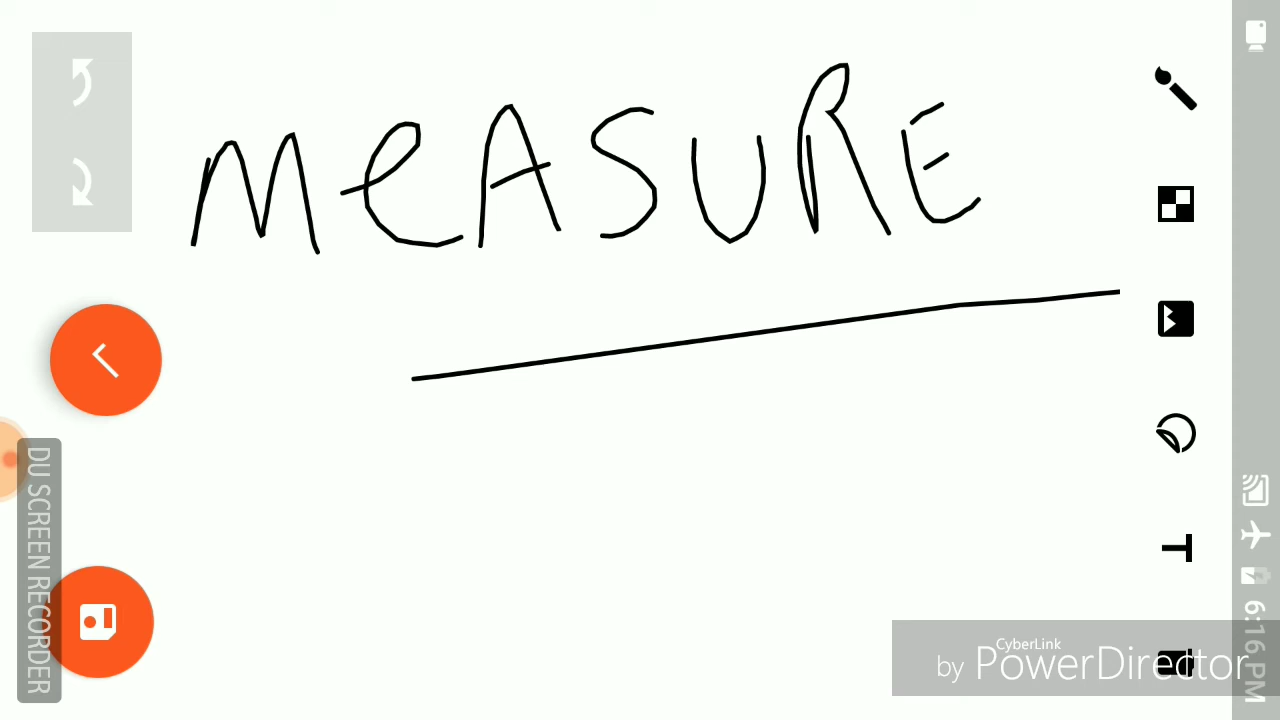 MeASURE
DU SCREEN RECORDER
T
6:16 PM
CyberLink
by PowerDirector